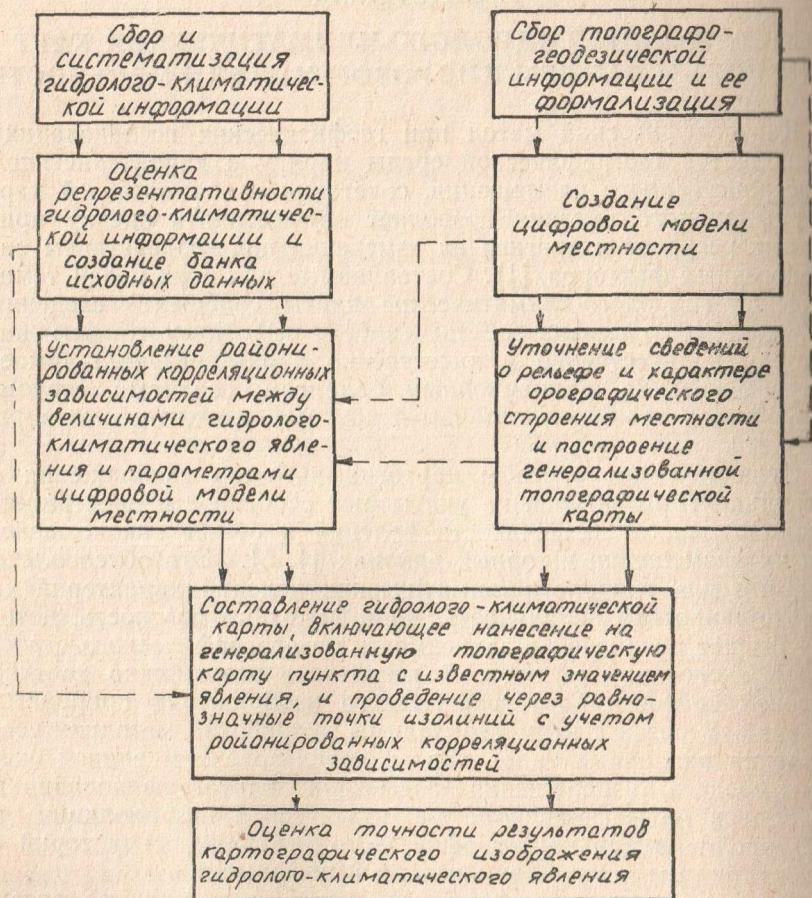 Сбор и
систематизация
гидролого-климатичес-
кой информации
Сбор топографо-
геодезической
информации и ее
формализация
Оценка
репрезентативности
гидролого-климатичес-
кой информации и
создание банка
исходных данных
Создание
цифровой модели
местности
Установление райони-
рованных корреляционных
зависимостей между
величинами гидролого-
климатического явле-
ния и параметрами
цифровой модели
местности
Уточнение сведений
о рельефе и характере
орографического
строения местности
и построение
генерализованной
топографической
карты
Составление гидролого-климатической
карты, включающее нанесение на
генерализованную топографическую
карту пункта с известным значением
явления, и проведение через равно-
значные точки изолиний с учетом
ройонированных корреляционных
зависимостей
Оценка точности результатов
картографического изображения
гидролого-климатического явления